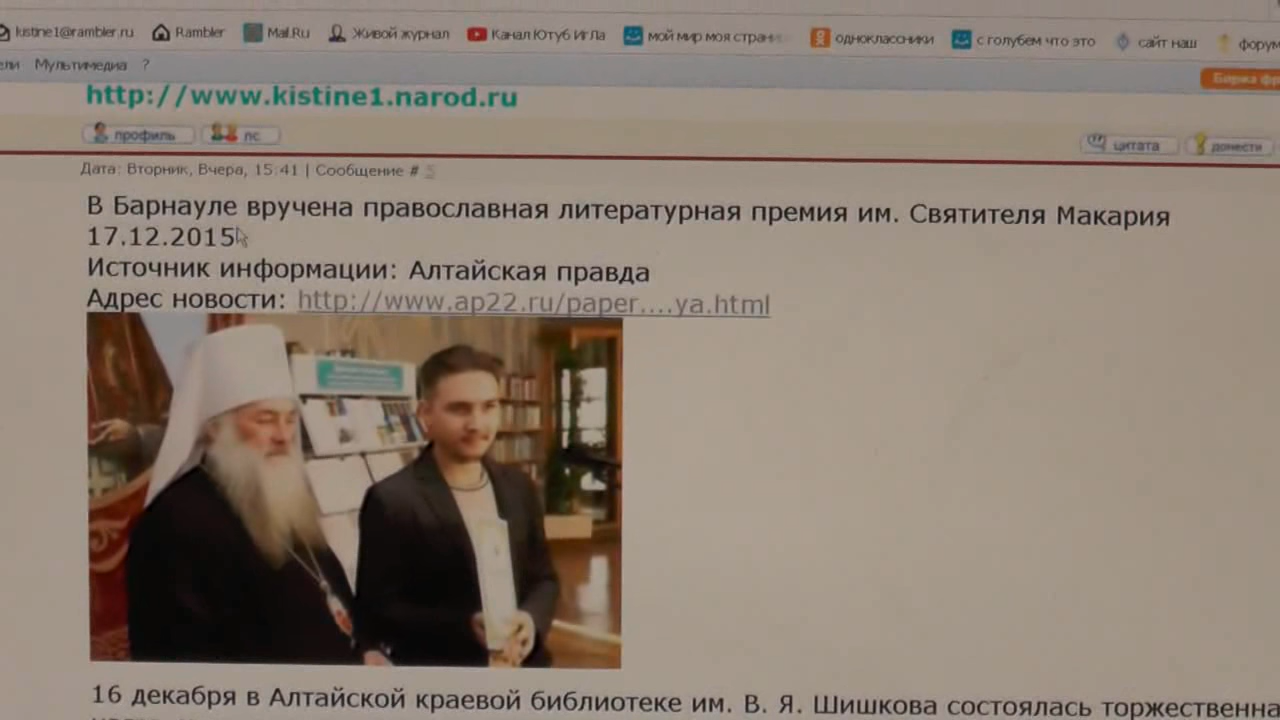 kistine1@rambler.ru Rambler Mail.Ru Живой журнал Канал Ютуб ИгЛа мой мир моя страни одноклассники с голубем что это сайт наш форум
ели Мультимедиа ?
Биржа фр
http://www.kistine1.narod.ru
профиль лс цитата донести
Дата: Вторник, Вчера, 15:41 | Сообщение #
В Барнауле вручена православная литературная премия им. Святителя Макария
17.12.2015
Источник информации: Алтайская правда
Адрес новости: http://www.ap22.ru/paper....ya.html
16 декабря в Алтайской краевой библиотеке им. В. Я. Шишкова состоялась торжественна